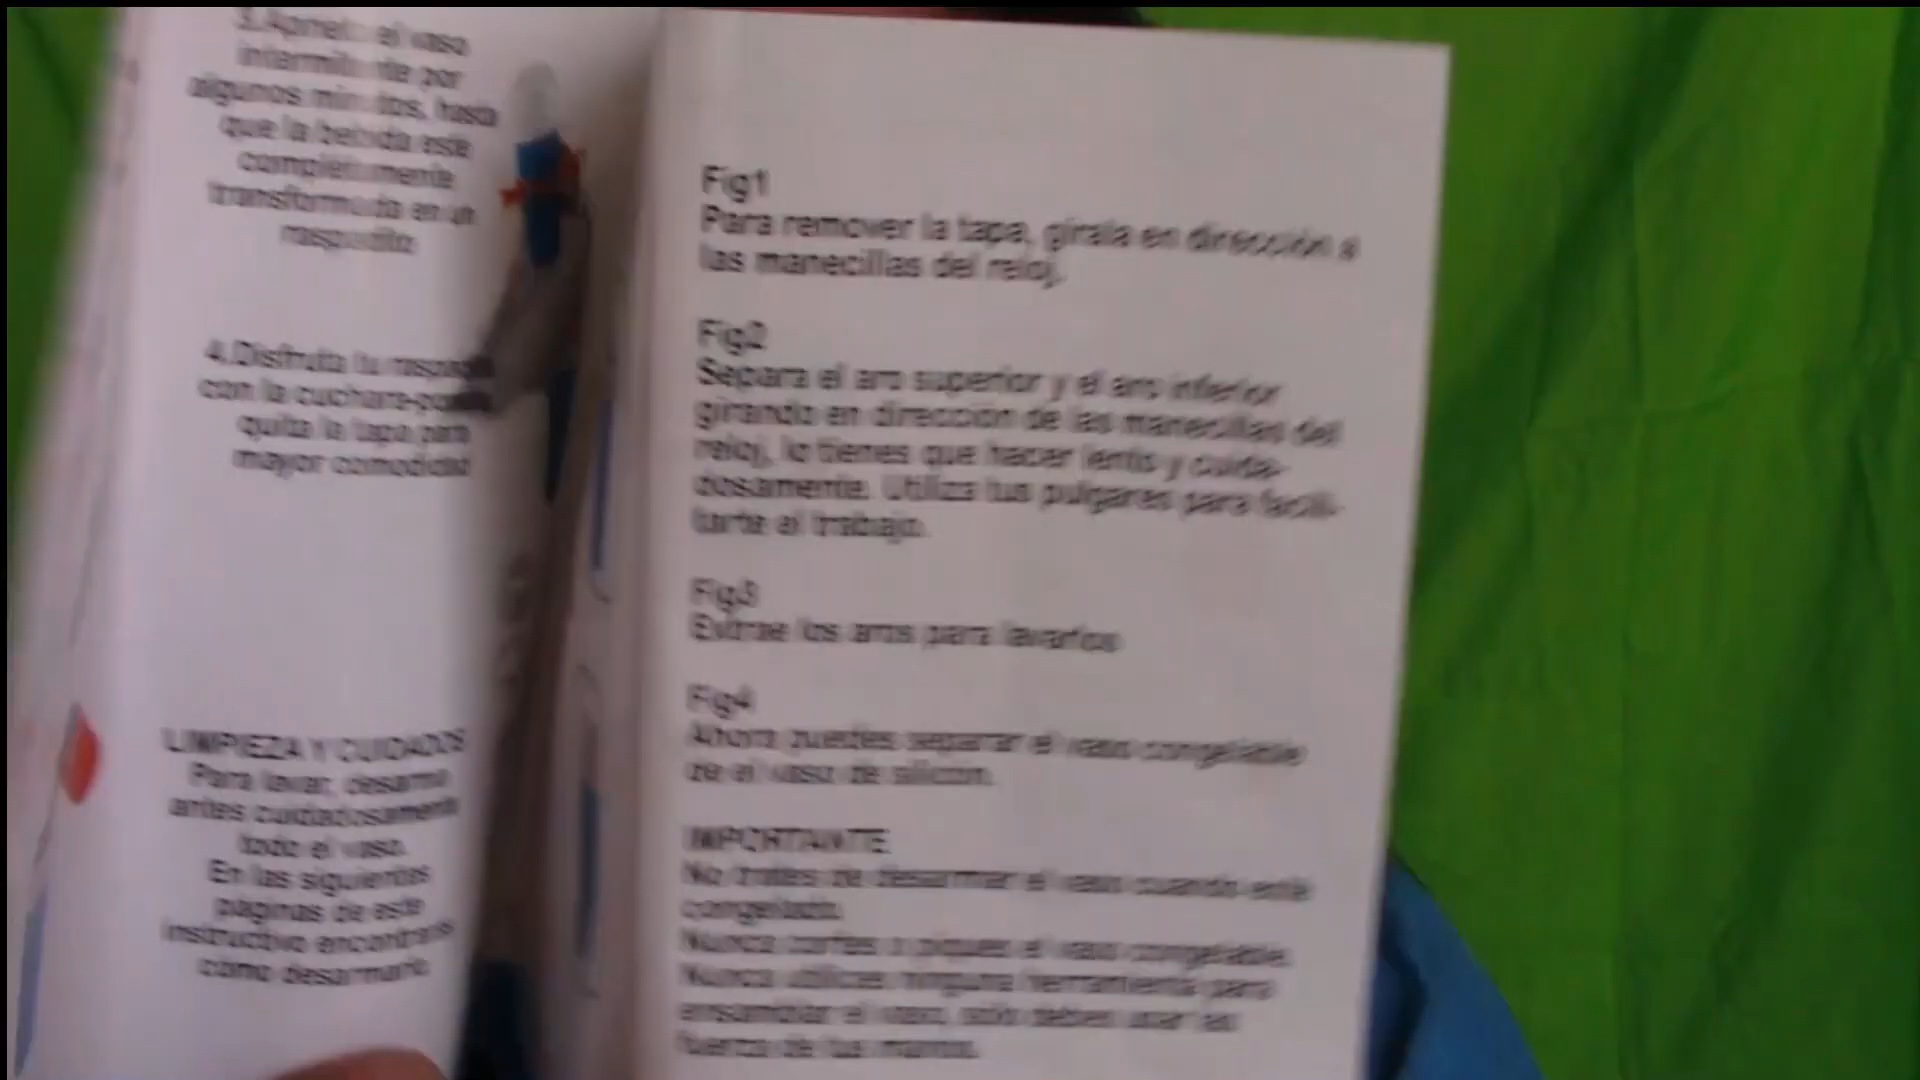 3.Apriete el vaso
intermitente por
algunos minutos, hasta
que la bebida este
completamente
transformada en un
raspadito
4.Disfruta tu raspadito
con la cuchara-popote
quita la tapa para
mayor comodidad
LIMPIEZA Y CUIDADOS
Para lavar, desarma
antes cuidadosamente
todo el vaso.
En las siguientes
paginas de este
instructivo encontraras
como desarmarlo
Fig1
Para remover la tapa, girala en dirección a
las manecillas del reloj.
Fig2
Separa el aro superior y el aro inferior
girando en dirección de las manecillas del
reloj, lo tienes que hacer lento y cuida-
dosamente. Utiliza tus pulgares para facili-
tarte el trabajo.
Fig3
los aros para lavarlos
Fig4
Ahora puedes separar el vaso congelable
de el vaso de silicon.
IMPORTANTE
No trates de desarmar el vaso cuando esté
congelado.
Nunca cortes o piques el vaso congelable.
Nunca utilices ninguna herramienta para
ensamblar el vaso, sólo debes usar la
fuerza de tus manos.